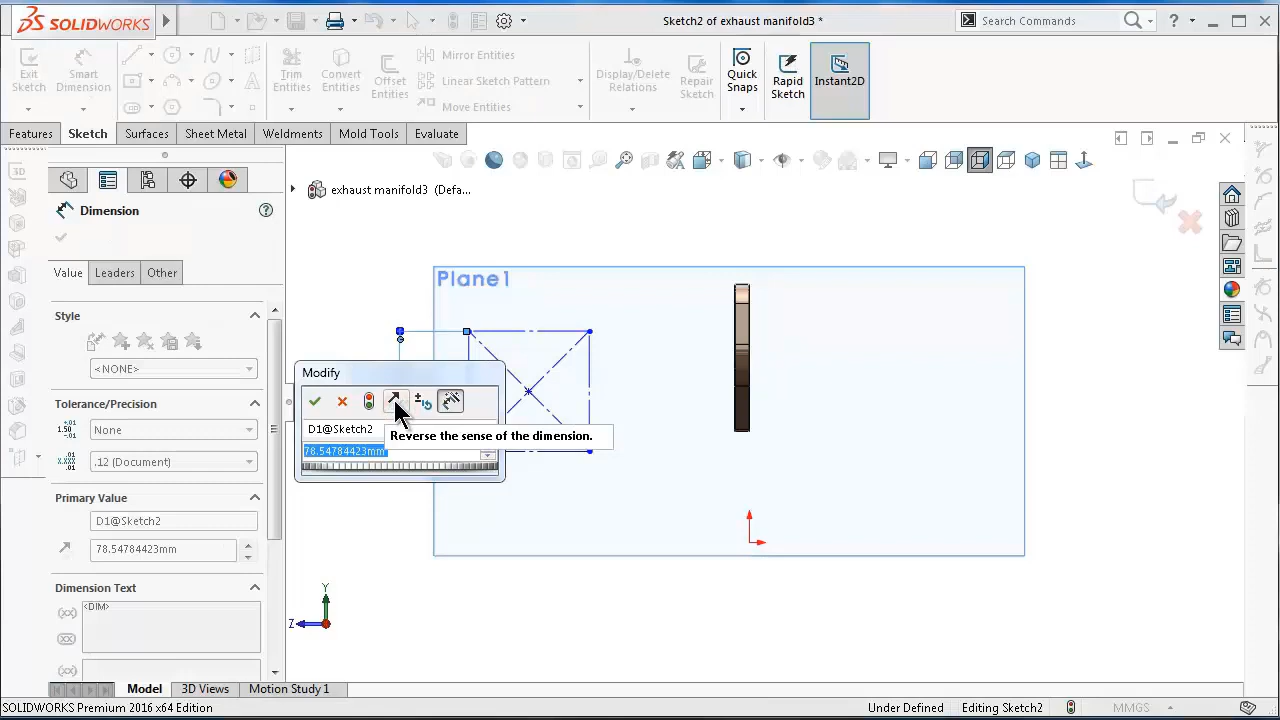 SOLIDWORKS
Sketch2 of exhaust manifold3 *
Search Commands
?
Exit Sketch
Smart Dimension
Trim Entities
Convert Entities
Offset Entities
Mirror Entities
Linear Sketch Pattern
Move Entities
Display/Delete Relations
Repair Sketch
Quick Snaps
Rapid Sketch
Instant2D
Features
Sketch
Surfaces
Sheet Metal
Weldments
Mold Tools
Evaluate
exhaust manifold3 (Defa...
Dimension
?
Value
Leaders
Other
Style
<NONE>
Tolerance/Precision
None
.12 (Document)
Primary Value
D1@Sketch2
78.54784423mm
Dimension Text
<DIM>
Plane1
Modify
D1@Sketch2
Reverse the sense of the dimension.
78.54784423mm
Y
Z
Model
3D Views
Motion Study 1
SOLIDWORKS Premium 2016 x64 Edition
Under Defined
Editing Sketch2
MMGS